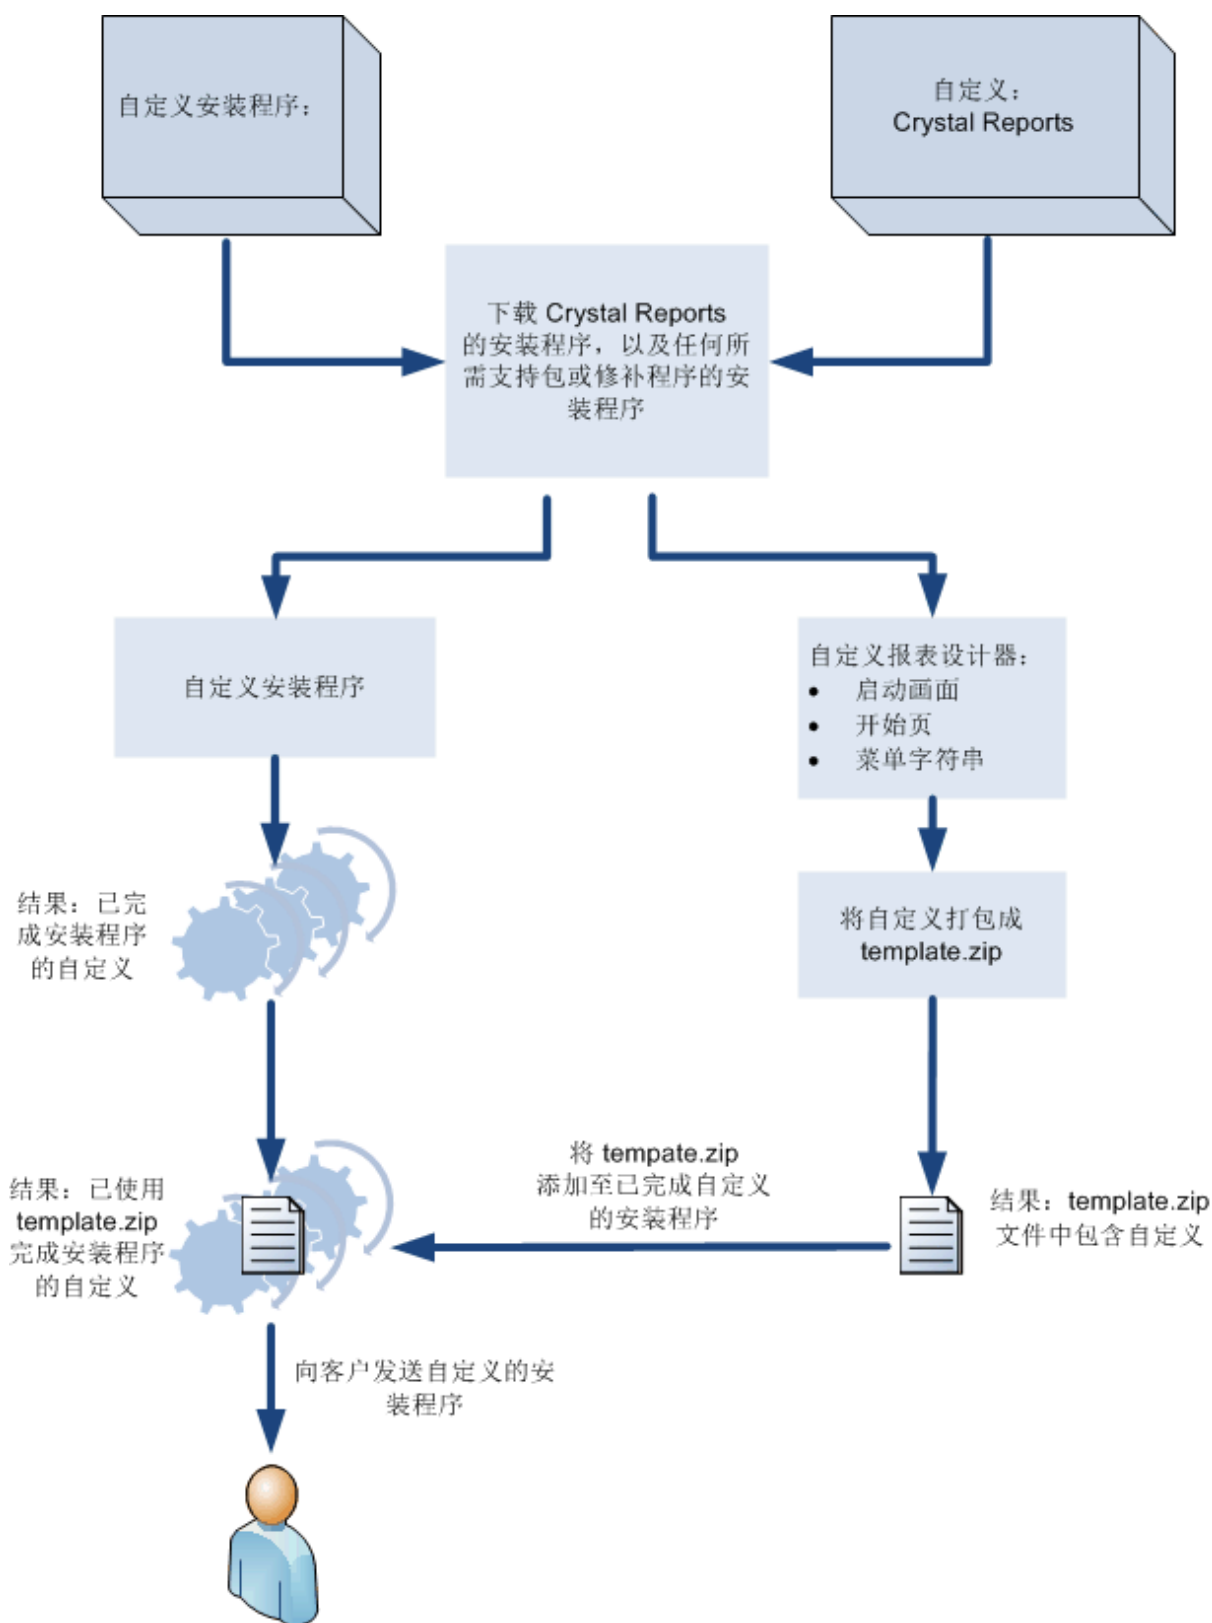 自定义安装程序：
自定义：
Crystal Reports
下载 Crystal Reports
的安装程序，以及任何所
需支持包或修补程序的安
装程序
自定义安装程序
自定义报表设计器：
• 启动画面
• 开始页
• 菜单字符串
结果：已完
成安装程序
的自定义
将自定义打包成
template.zip
将 tempate.zip
添加至已完成自定义
的安装程序
结果：已使用
template.zip
完成安装程序
的自定义
结果：template.zip
文件中包含自定义
向客户发送自定义的安
装程序